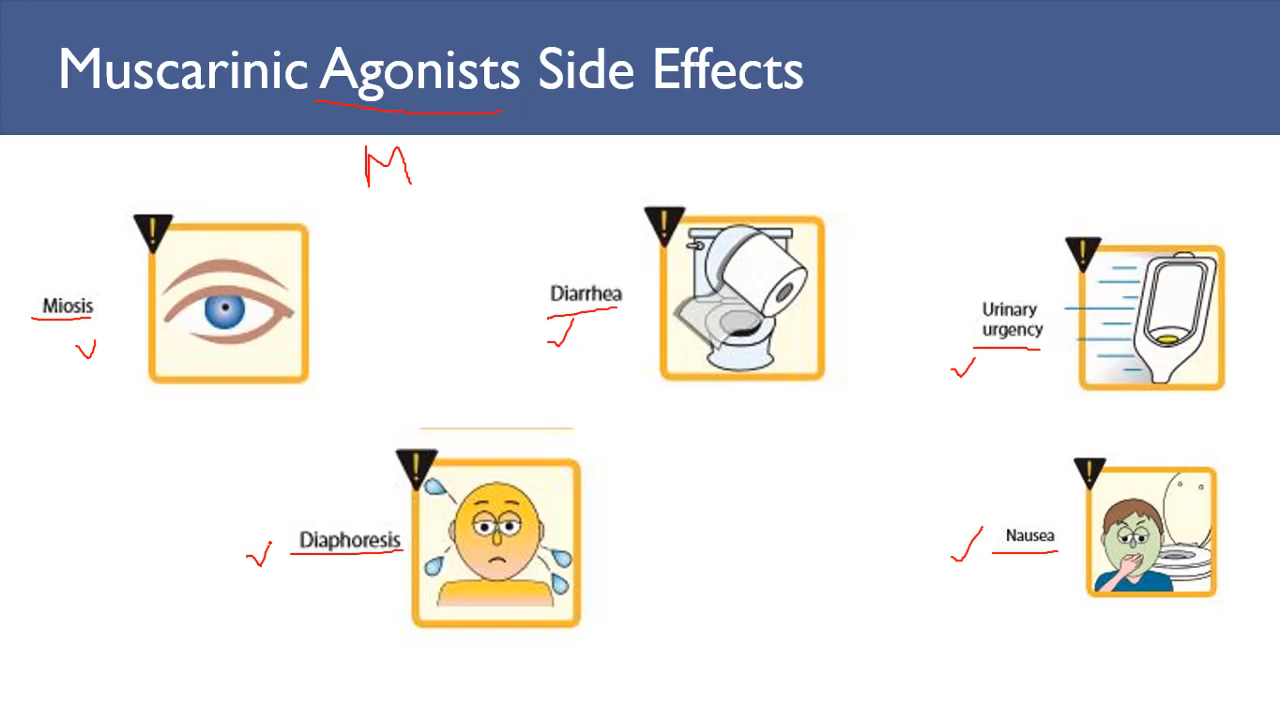 Muscarinic Agonists Side Effects
M
Miosis
Diarrhea
Urinary
urgency
Diaphoresis
Nausea